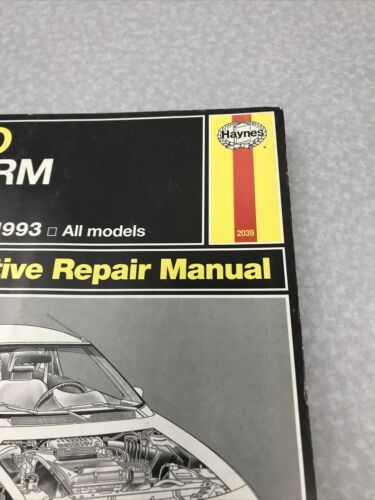 Haynes
RM
1993 □ All models
2039
tive Repair Manual